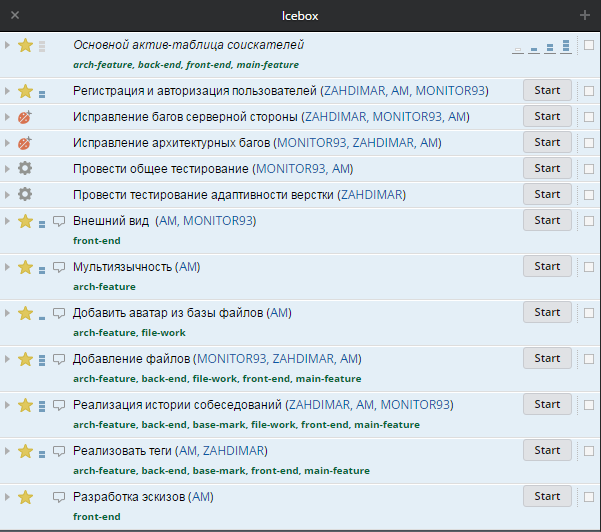 Icebox
Основной актив-таблица соискателей
arch-feature, back-end, front-end, main-feature
Регистрация и авторизация пользователей (ZAHDIMAR, AM, MONITOR93) Start
Исправление багов серверной стороны (ZAHDIMAR, MONITOR93, AM) Start
Исправление архитектурных багов (MONITOR93, ZAHDIMAR, AM) Start
Провести общее тестирование (MONITOR93, AM) Start
Провести тестирование адаптивности верстки (ZAHDIMAR) Start
Внешний вид (AM, MONITOR93) Start
front-end
Мультиязычность (AM) Start
arch-feature
Добавить аватар из базы файлов (AM) Start
arch-feature, file-work
Добавление файлов (MONITOR93, ZAHDIMAR, AM) Start
arch-feature, back-end, file-work, front-end, main-feature
Реализация истории собеседований (ZAHDIMAR, AM, MONITOR93) Start
arch-feature, back-end, base-mark, file-work, front-end, main-feature
Реализовать теги (AM, ZAHDIMAR) Start
arch-feature, back-end, base-mark, front-end, main-feature
Разработка эскизов (AM) Start
front-end